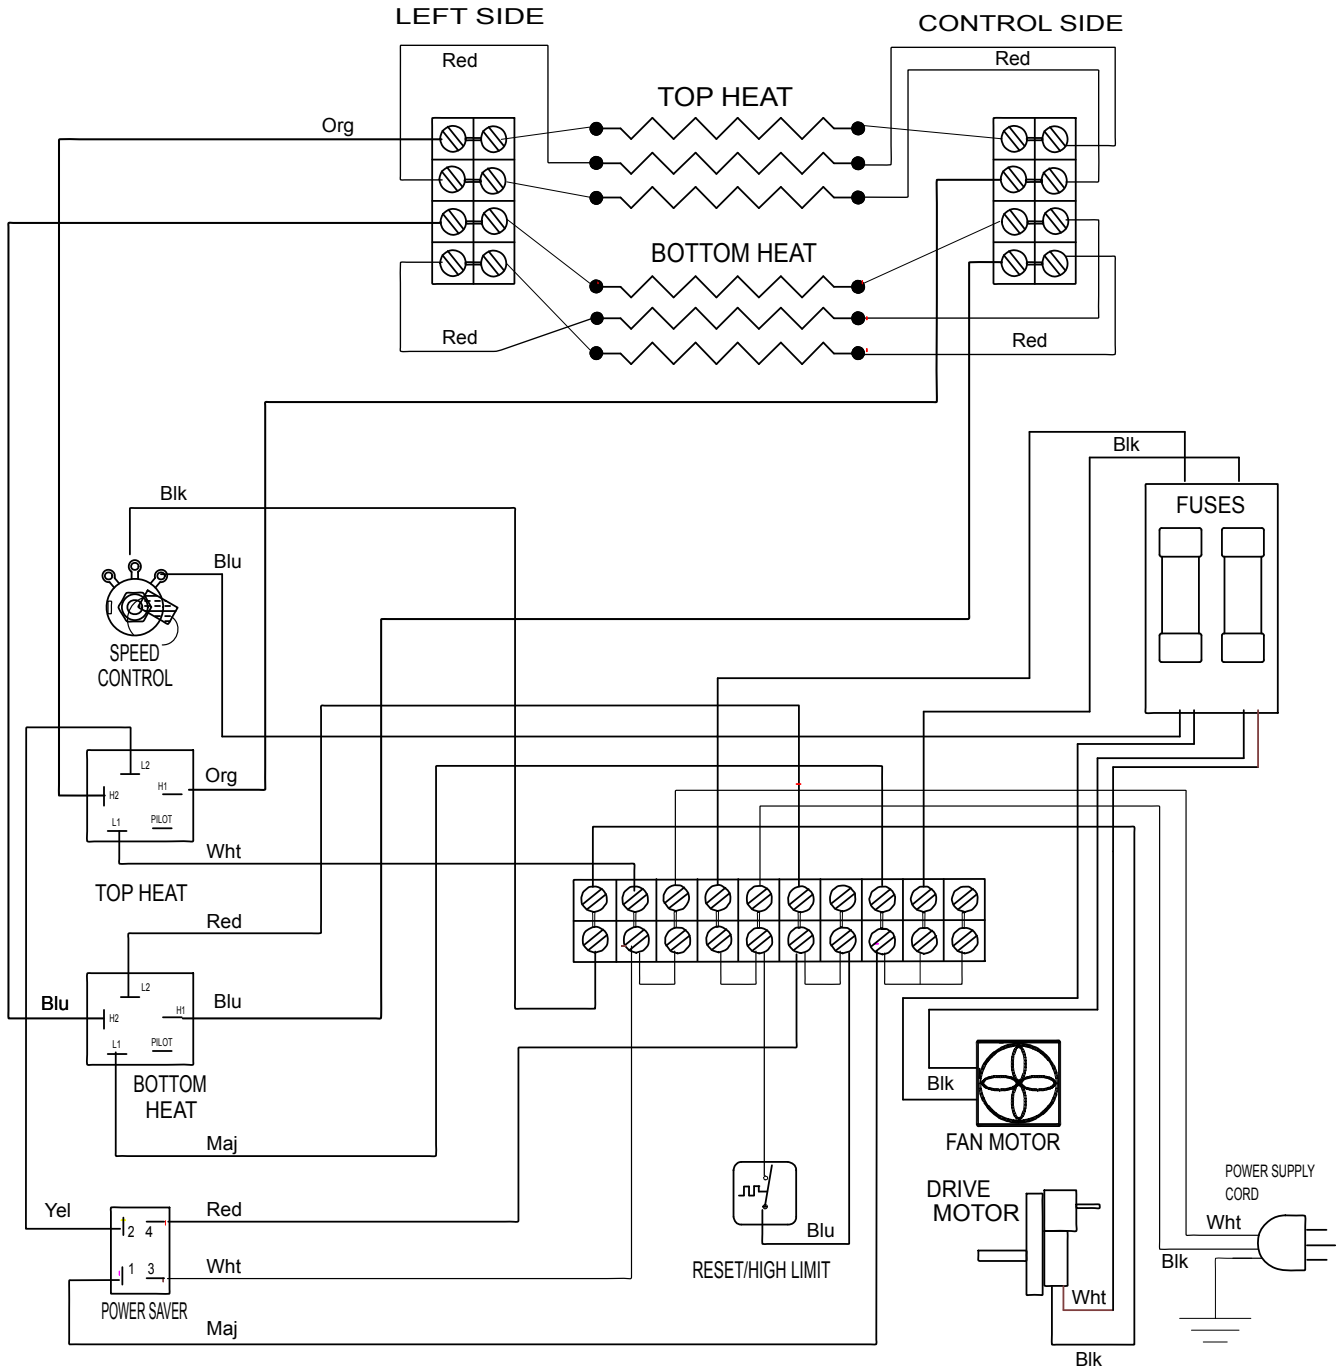 LEFT SIDE
CONTROL SIDE
Red
Red
TOP HEAT
Org
BOTTOM HEAT
Red
Red
Blk
FUSES
Blk
Blu
SPEED
CONTROL
L2
Org
H1
H2
L1
PILOT
Wht
TOP HEAT
Red
L2
Blu
Blu
H1
H2
L1
PILOT
BOTTOM
HEAT
Blk
FAN MOTOR
Maj
POWER SUPPLY
CORD
DRIVE
MOTOR
Yel
Red
2
4
Wht
Blu
Blk
1
3
Wht
RESET/HIGH LIMIT
Wht
POWER SAVER
Maj
Blk